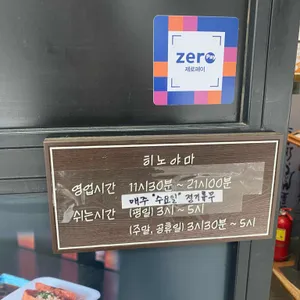 zero pay
제로페이
히노야마
영업시간 11시30분 ~ 21시00분
매주 "수요일" 정기휴무
쉬는시간 (평일) 3시 ~ 5시
(주말, 공휴일) 3시30분 ~ 5시